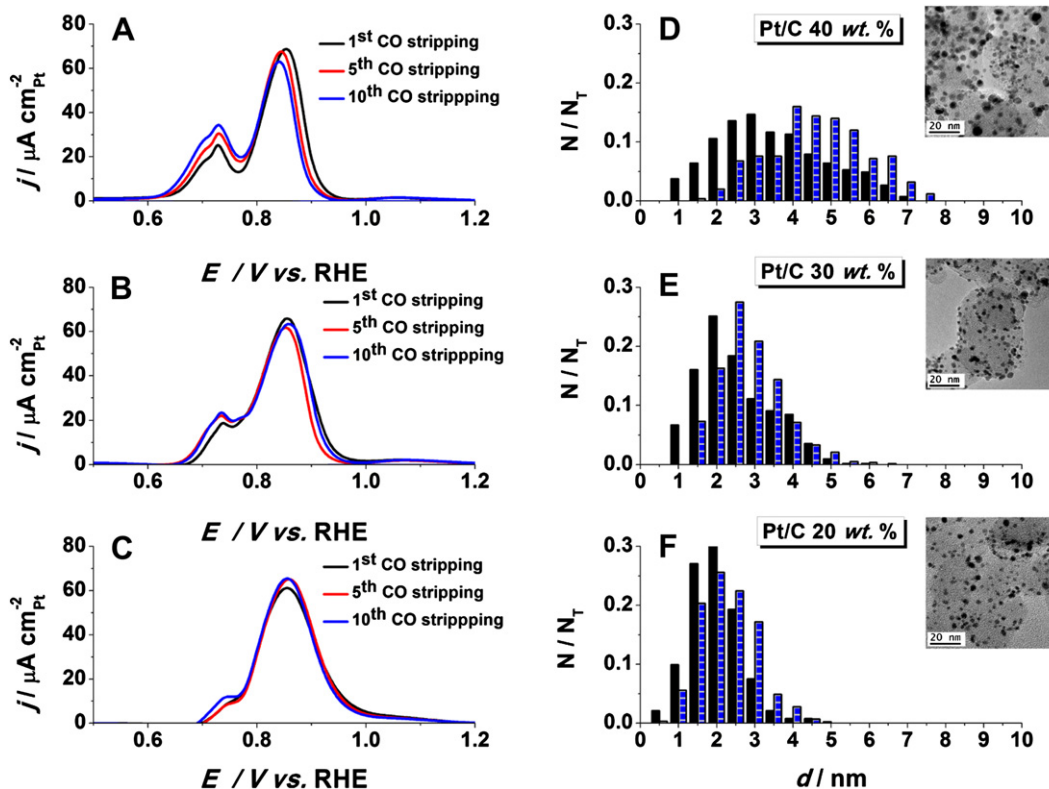 A
j / μA cm⁻²Pt
80
60
40
20
0
1st CO stripping
5th CO stripping
10th CO strippping
0.6 0.8 1.0 1.2
E / V vs. RHE
B
j / μA cm⁻²Pt
80
60
40
20
0
1st CO stripping
5th CO stripping
10th CO strippping
0.6 0.8 1.0 1.2
E / V vs. RHE
C
j / μA cm⁻²Pt
80
60
40
20
0
1st CO stripping
5th CO stripping
10th CO strippping
0.6 0.8 1.0 1.2
E / V vs. RHE
D
Pt/C 40 wt. %
20 nm
N / NT
0.3
0.2
0.1
0.0
0 1 2 3 4 5 6 7 8 9 10
E
Pt/C 30 wt. %
20 nm
N / NT
0.3
0.2
0.1
0.0
0 1 2 3 4 5 6 7 8 9 10
F
Pt/C 20 wt. %
20 nm
N / NT
0.3
0.2
0.1
0.0
0 1 2 3 4 5 6 7 8 9 10
d / nm